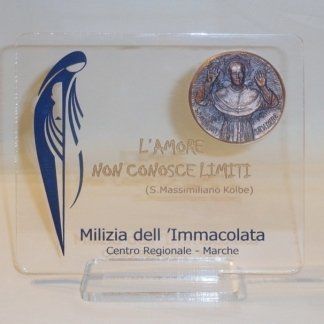 L'AMORE
NON CONOSCE LIMITI
(S.Massimiliano Kolbe)
Milizia dell 'Immacolata
Centro Regionale - Marche